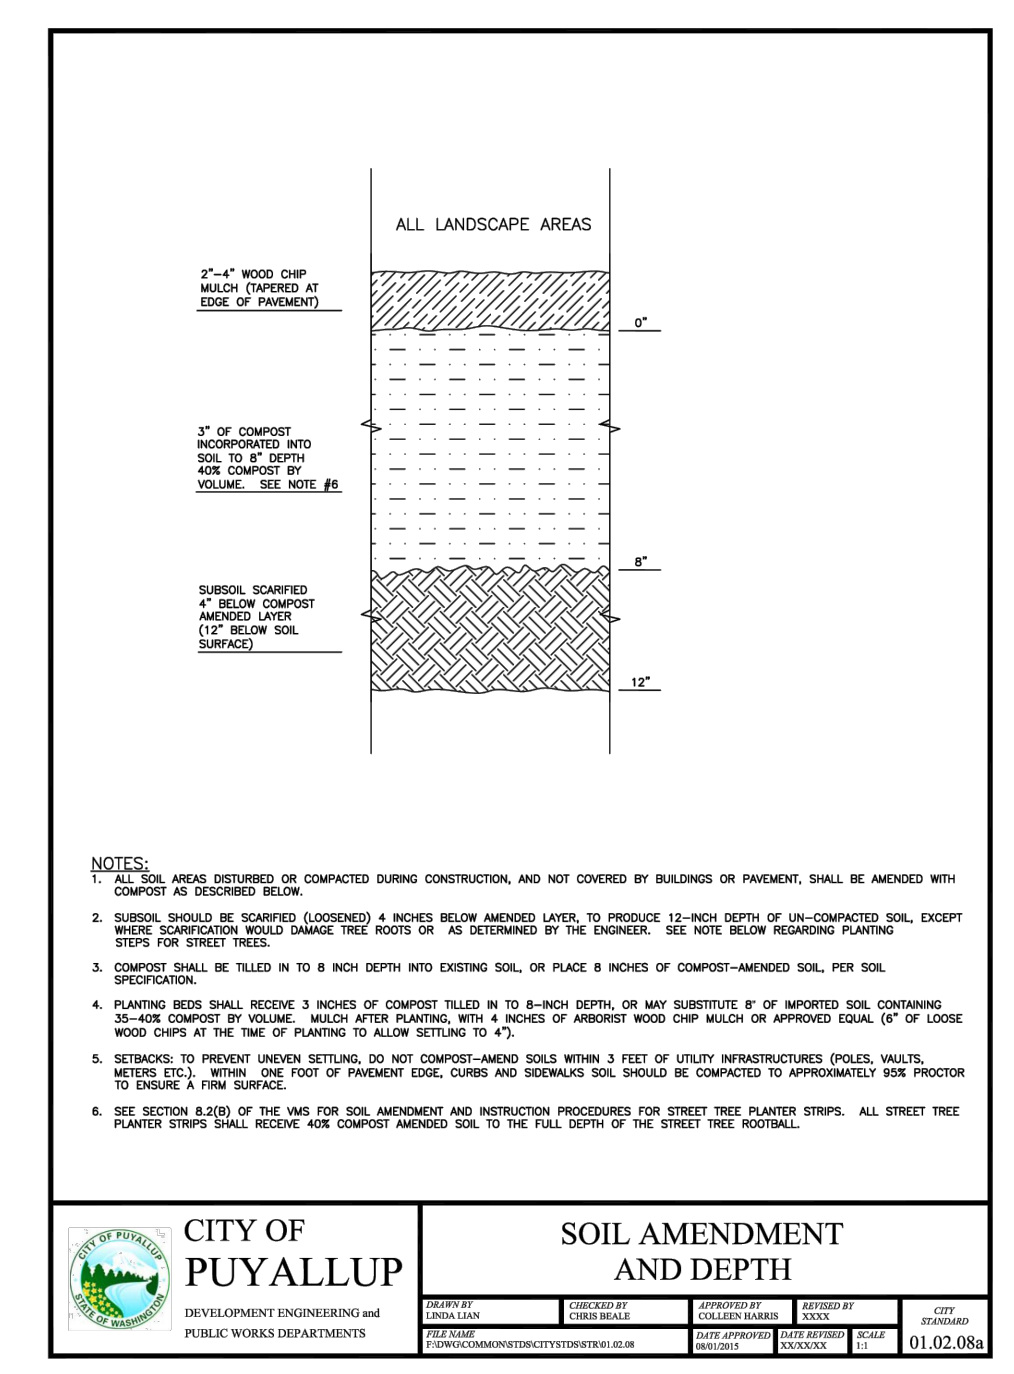 ALL LANDSCAPE AREAS
2"-4" WOOD CHIP
MULCH (TAPERED AT
EDGE OF PAVEMENT)
0"
3" OF COMPOST
INCORPORATED INTO
SOIL TO 8" DEPTH
40% COMPOST BY
VOLUME. SEE NOTE #6
8"
SUBSOIL SCARIFIED
4" BELOW COMPOST
AMENDED LAYER
(12" BELOW SOIL
SURFACE)
12"
NOTES:
1. ALL SOIL AREAS DISTURBED OR COMPACTED DURING CONSTRUCTION, AND NOT COVERED BY BUILDINGS OR PAVEMENT, SHALL BE AMENDED WITH
COMPOST AS DESCRIBED BELOW.
2. SUBSOIL SHOULD BE SCARIFIED (LOOSENED) 4 INCHES BELOW AMENDED LAYER, TO PRODUCE 12-INCH DEPTH OF UN-COMPACTED SOIL, EXCEPT
WHERE SCARIFICATION WOULD DAMAGE TREE ROOTS OR AS DETERMINED BY THE ENGINEER. SEE NOTE BELOW REGARDING PLANTING
STEPS FOR STREET TREES.
3. COMPOST SHALL BE TILLED IN TO 8 INCH DEPTH INTO EXISTING SOIL, OR PLACE 8 INCHES OF COMPOST-AMENDED SOIL, PER SOIL
SPECIFICATION.
4. PLANTING BEDS SHALL RECEIVE 3 INCHES OF COMPOST TILLED IN TO 8-INCH DEPTH, OR MAY SUBSTITUTE 8" OF IMPORTED SOIL CONTAINING
35-40% COMPOST BY VOLUME. MULCH AFTER PLANTING, WITH 4 INCHES OF ARBORIST WOOD CHIP MULCH OR APPROVED EQUAL (6" OF LOOSE
WOOD CHIPS AT THE TIME OF PLANTING TO ALLOW SETTLING TO 4").
5. SETBACKS: TO PREVENT UNEVEN SETTLING, DO NOT COMPOST-AMEND SOILS WITHIN 3 FEET OF UTILITY INFRASTRUCTURES (POLES, VAULTS,
METERS ETC.). WITHIN ONE FOOT OF PAVEMENT EDGE, CURBS AND SIDEWALKS SOIL SHOULD BE COMPACTED TO APPROXIMATELY 95% PROCTOR
TO ENSURE A FIRM SURFACE.
6. SEE SECTION 8.2(B) OF THE VMS FOR SOIL AMENDMENT AND INSTRUCTION PROCEDURES FOR STREET TREE PLANTER STRIPS. ALL STREET TREE
PLANTER STRIPS SHALL RECEIVE 40% COMPOST AMENDED SOIL TO THE FULL DEPTH OF THE STREET TREE ROOTBALL.
CITY OF PUYALLUP
STATE OF WASHINGTON
CITY OF
PUYALLUP
DEVELOPMENT ENGINEERING and
PUBLIC WORKS DEPARTMENTS
SOIL AMENDMENT
AND DEPTH
DRAWN BY
LINDA LIAN
CHECKED BY
CHRIS BEALE
APPROVED BY
COLLEEN HARRIS
REVISED BY
XXXX
FILE NAME
F:\DWG\COMMON\STDS\CITYSTDS\STR\01.02.08
DATE APPROVED
08/01/2015
DATE REVISED
XX/XX/XX
SCALE
1:1
CITY
STANDARD
01.02.08a